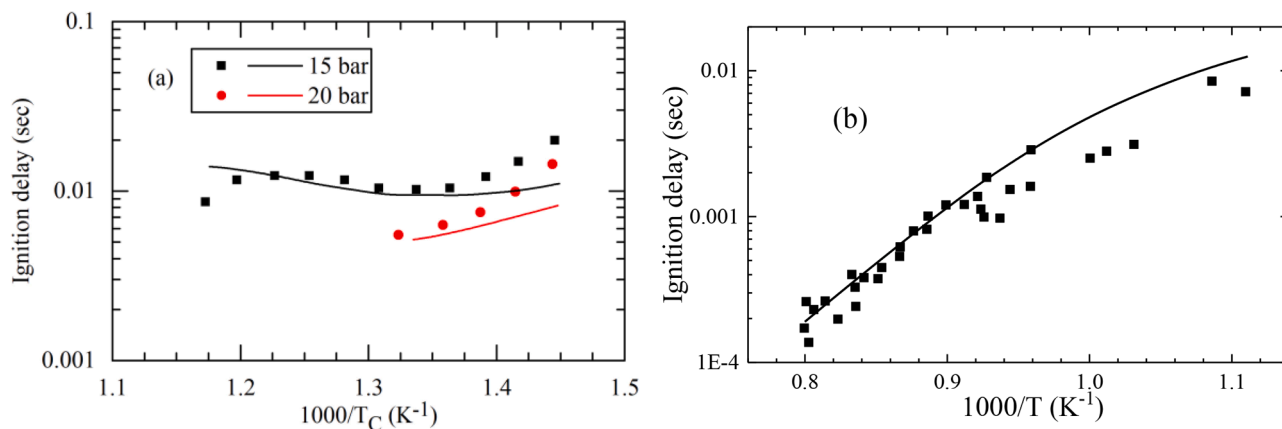 0.1
(a)
15 bar
20 bar
Ignition delay (sec)
0.01
0.001
1.1 1.2 1.3 1.4 1.5
1000/T_C (K⁻¹)
(b)
0.01
Ignition delay (sec)
0.001
1E-4
0.8 0.9 1.0 1.1
1000/T (K⁻¹)